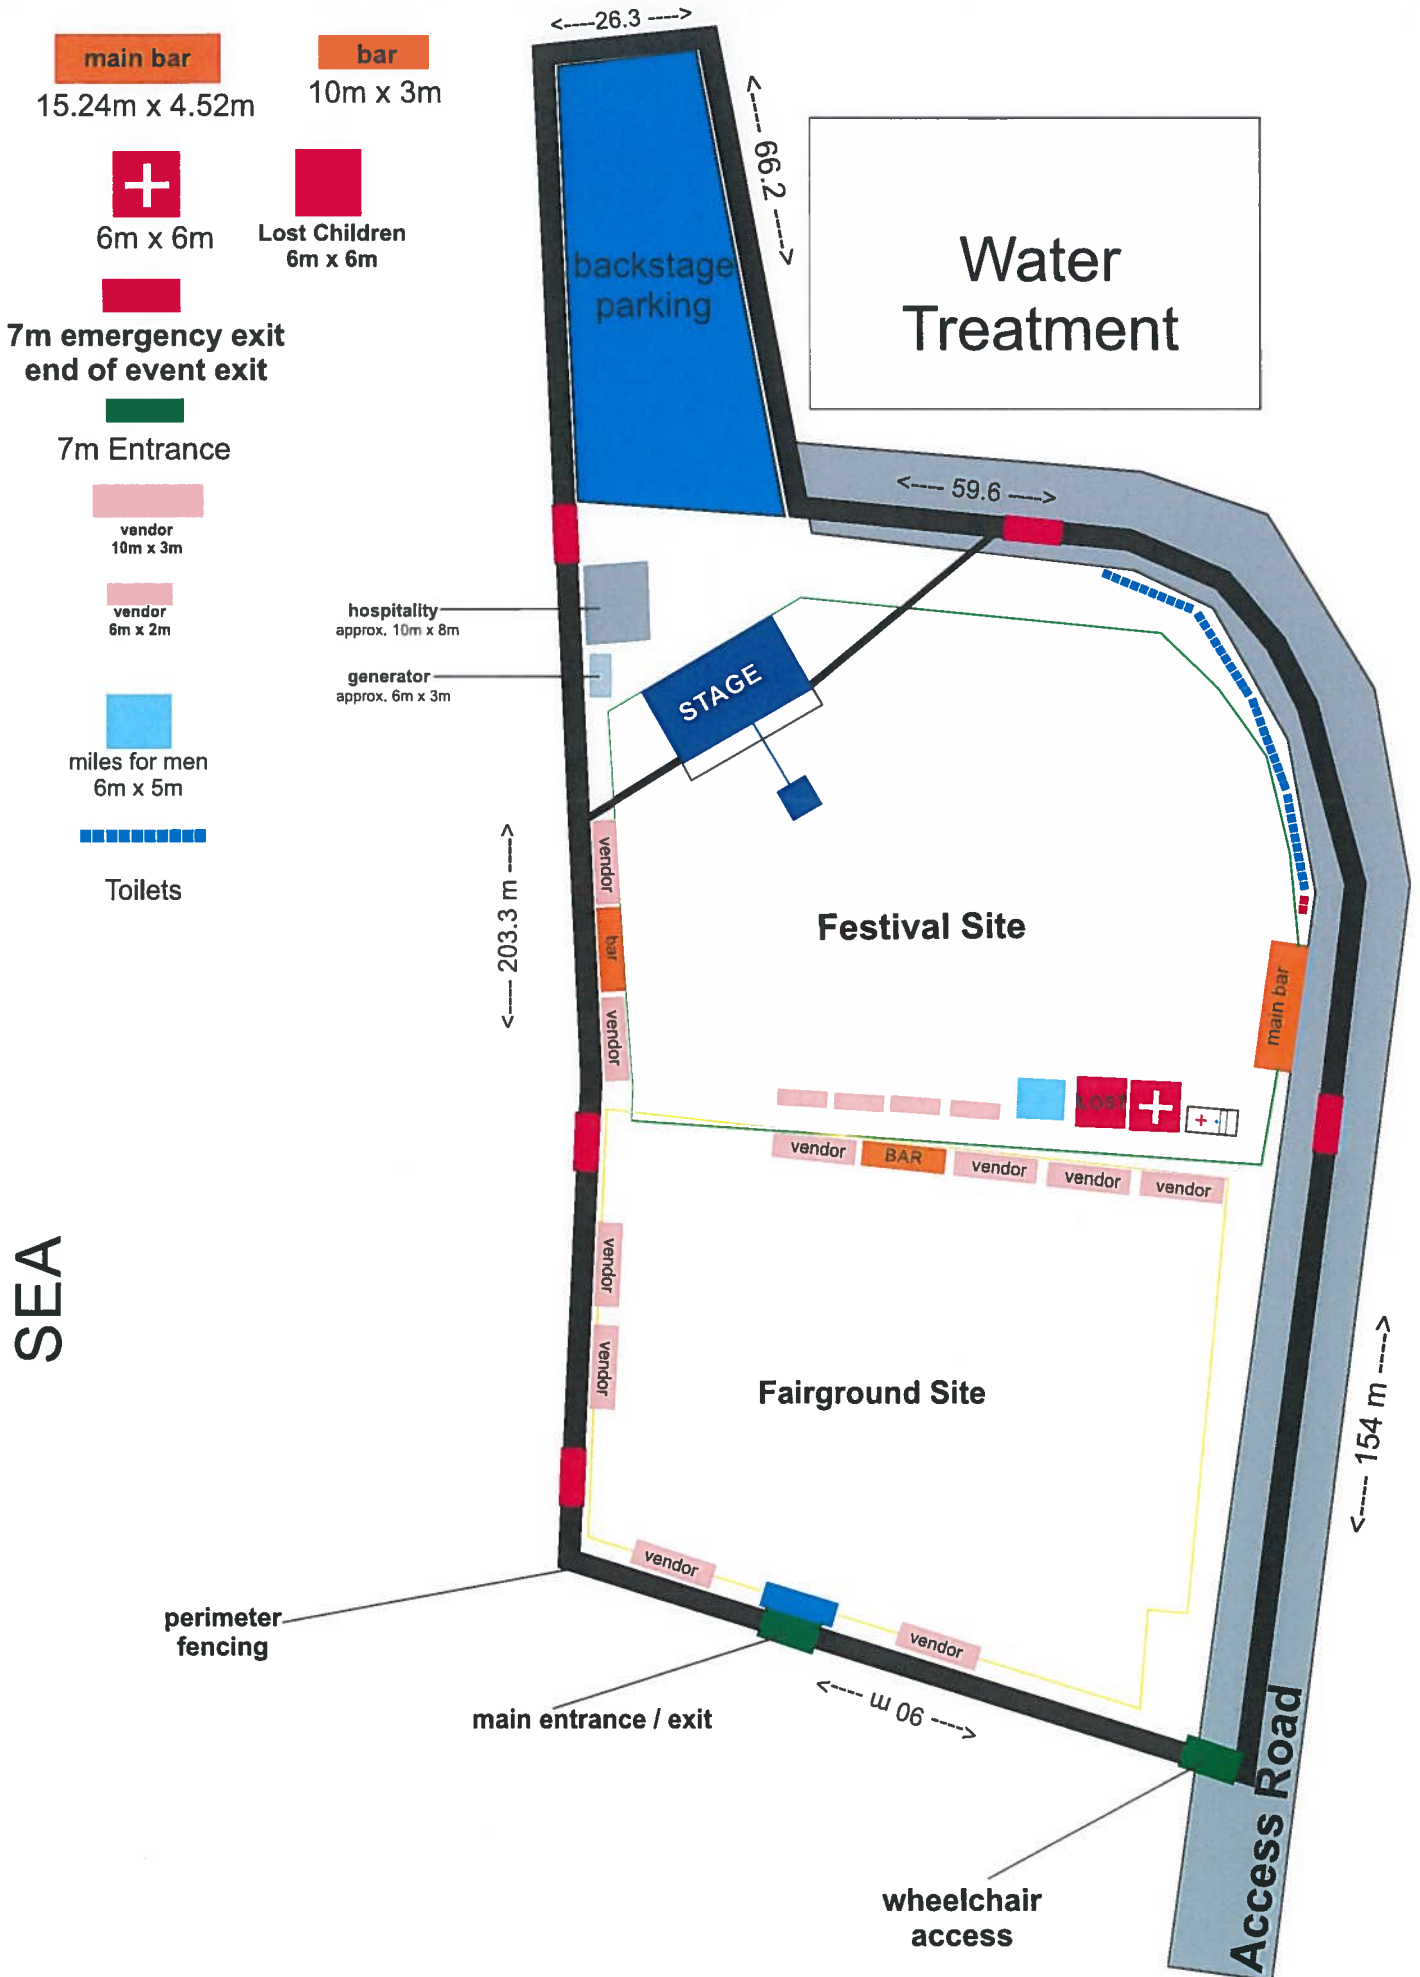 <----26.3 ---->
main bar
15.24m x 4.52m
bar
10m x 3m
6m x 6m
Lost Children
6m x 6m
7m emergency exit
end of event exit
7m Entrance
vendor
10m x 3m
vendor
6m x 2m
miles for men
6m x 5m
Toilets
<---- 66.2 ---->
Water
Treatment
backstage
parking
<---- 59.6 ---->
hospitality
approx. 10m x 8m
generator
approx. 6m x 3m
STAGE
<---- 203.3 m ---->
vendor
bar
vendor
Festival Site
main bar
LOST
vendor
BAR
vendor
vendor
vendor
SEA
vendor
vendor
Fairground Site
<---- 154 m ---->
vendor
vendor
perimeter
fencing
main entrance / exit
<---- 90 m ---->
wheelchair
access
Access Road